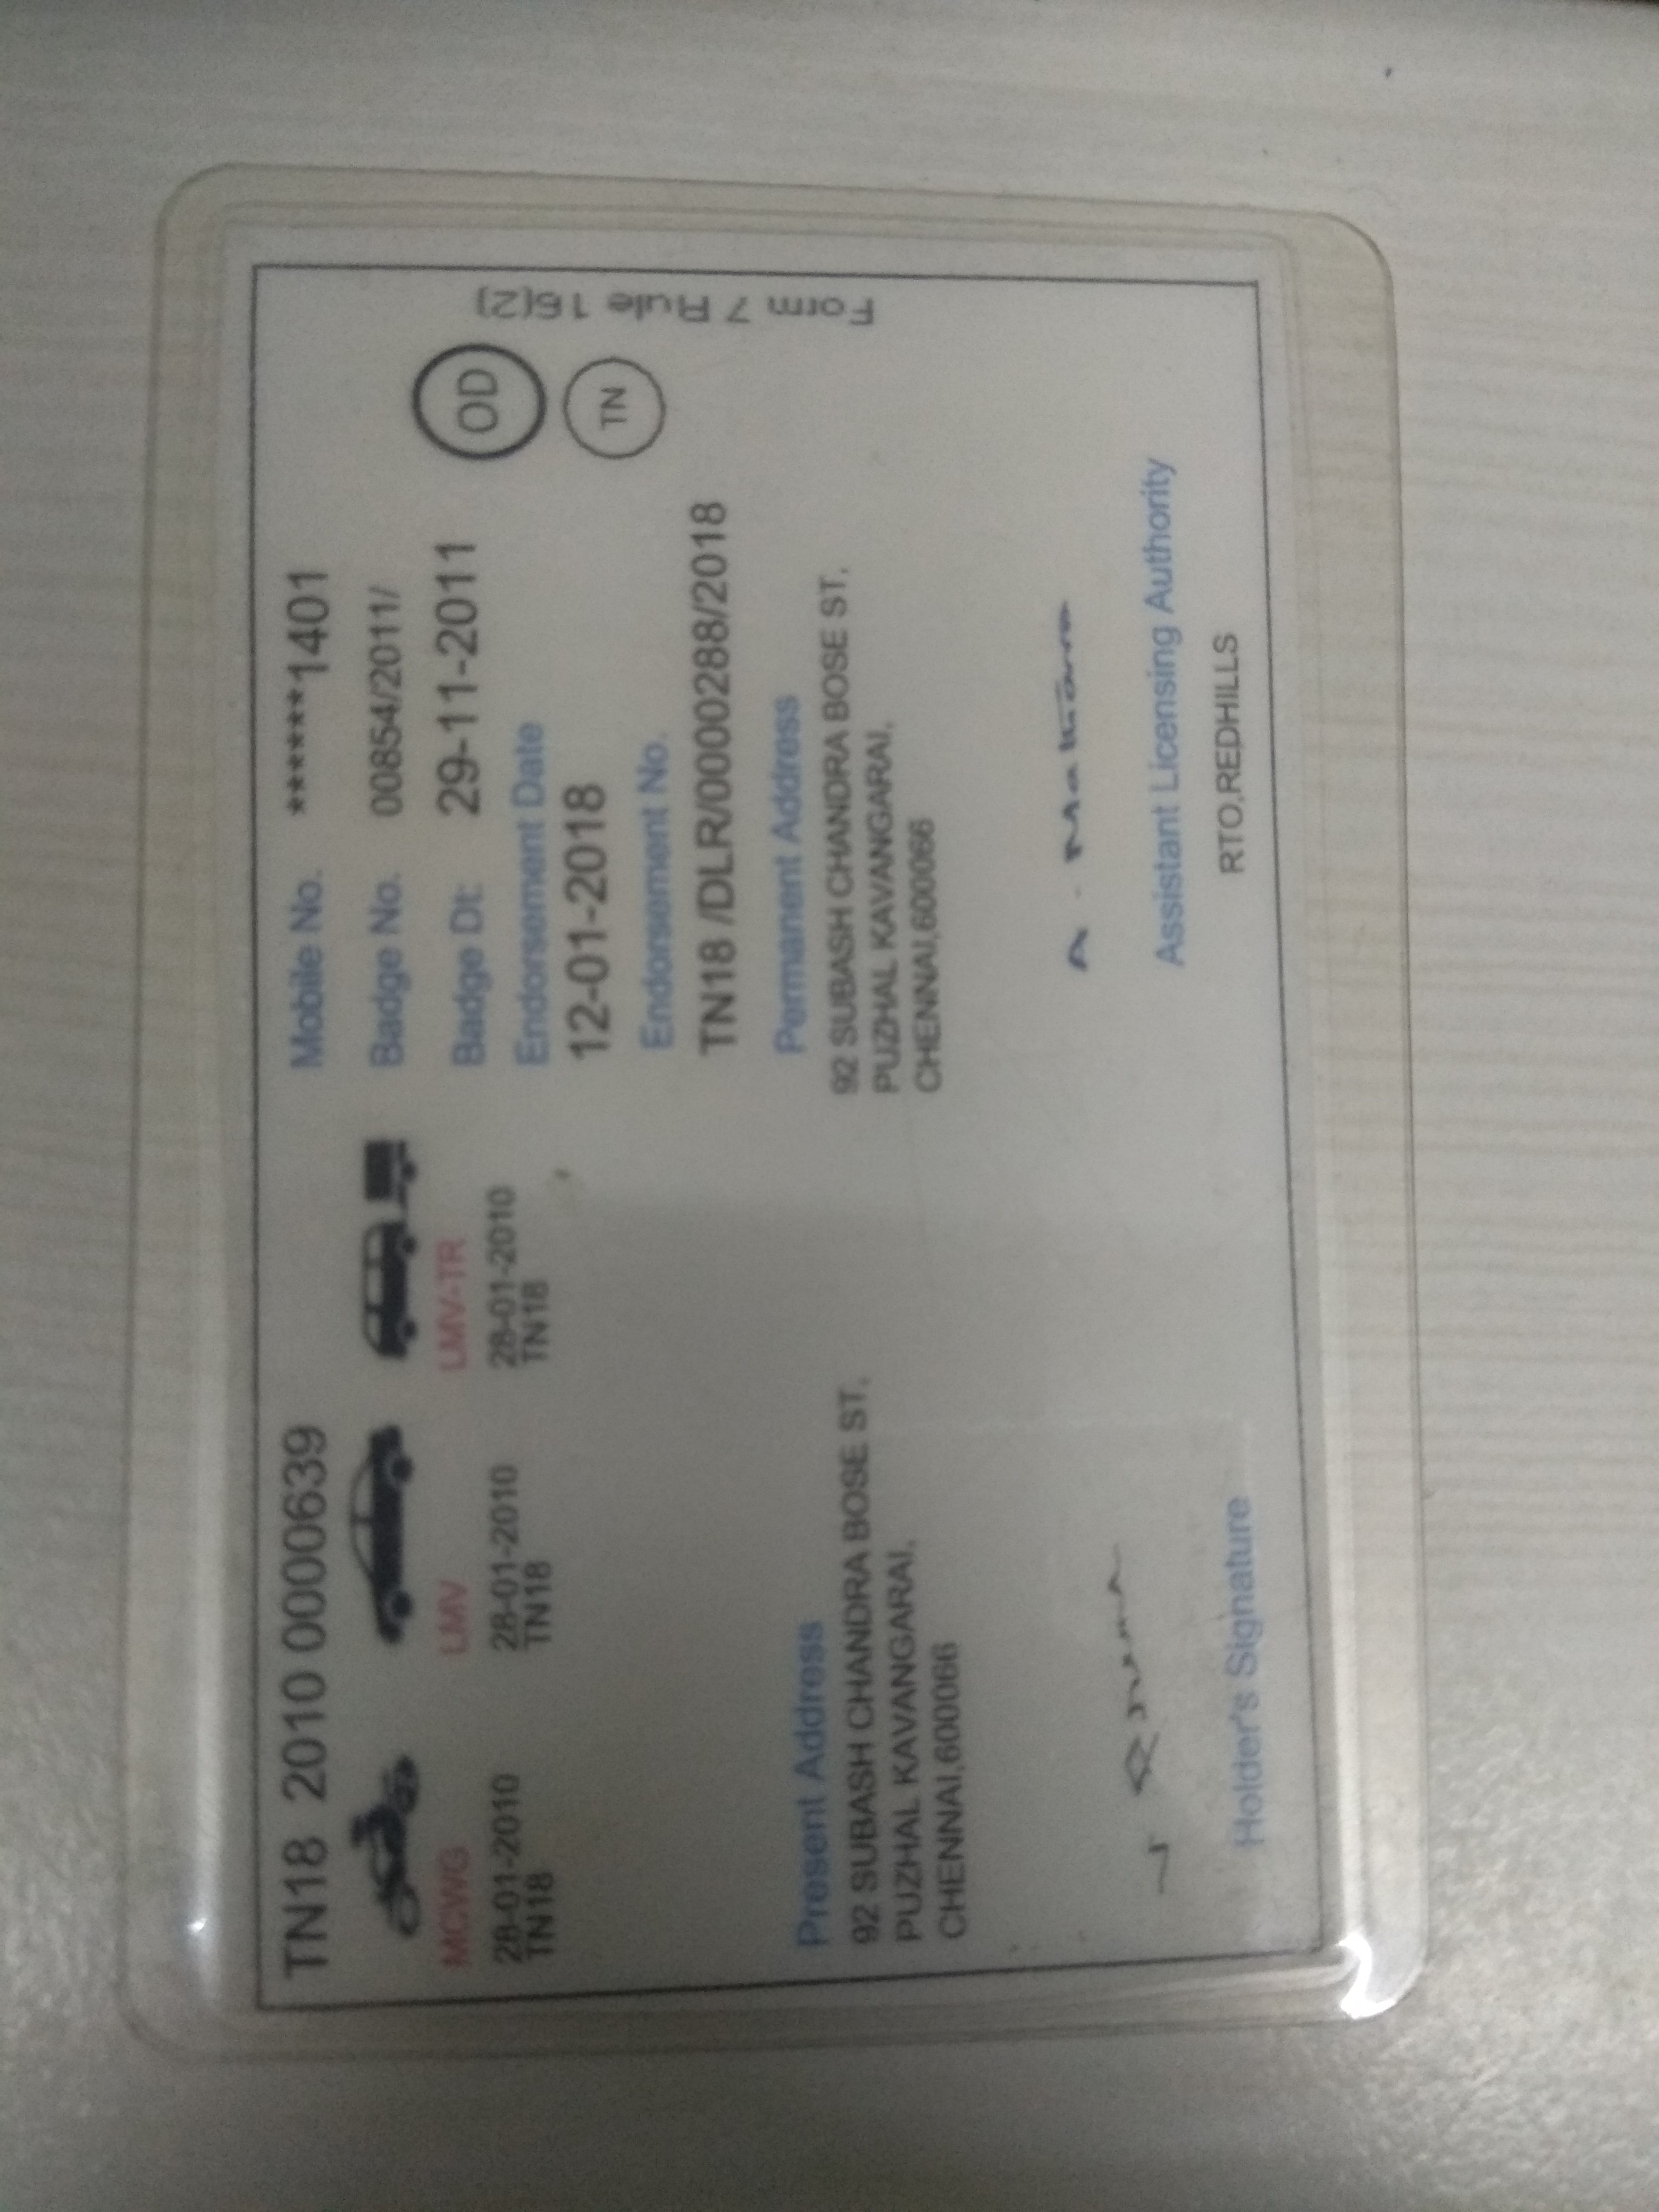 TN18 2010 0000639
Mobile No. ******1401
Badge No. 00854/2011/
MCWG LMV LMV-TR
Badge Dt: 29-11-2011
28-01-2010 28-01-2010 28-01-2010
TN18 TN18 TN18
OD
Endorsement Date
12-01-2018
TN
Endorsement No.
TN18 /DLR/0000288/2018
Form 7 Rule 16(2)
Present Address
92 SUBASH CHANDRA BOSE ST,
PUZHAL KAVANGARAI,
CHENNAI,600066
Permanent Address
92 SUBASH CHANDRA BOSE ST,
PUZHAL KAVANGARAI,
CHENNAI,600066
Holder's Signature
Assistant Licensing Authority
RTO,REDHILLS